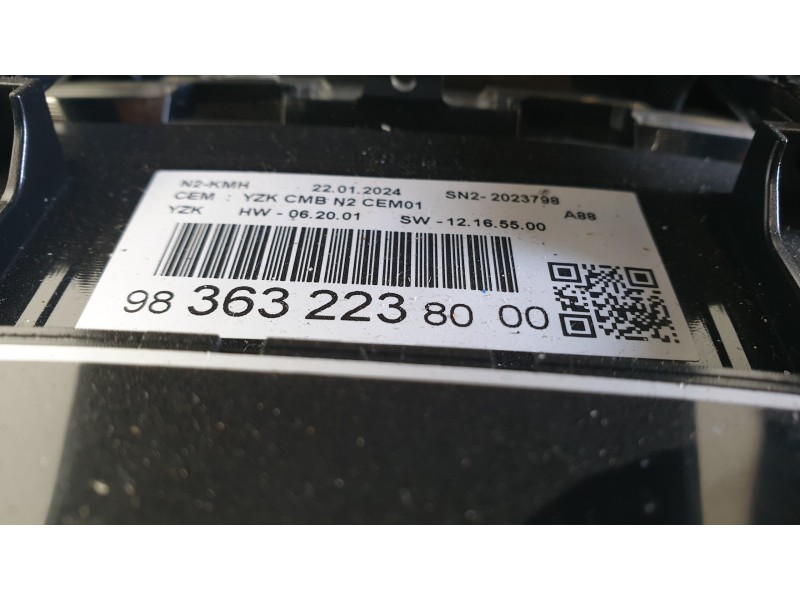 N2-KMH 22.01.2024 SN2- 2023798
CEM : YZK CMB N2 CEM01
YZK HW - 06.20.01 SW - 12.16.55.00 A88
98 363 223 80 00